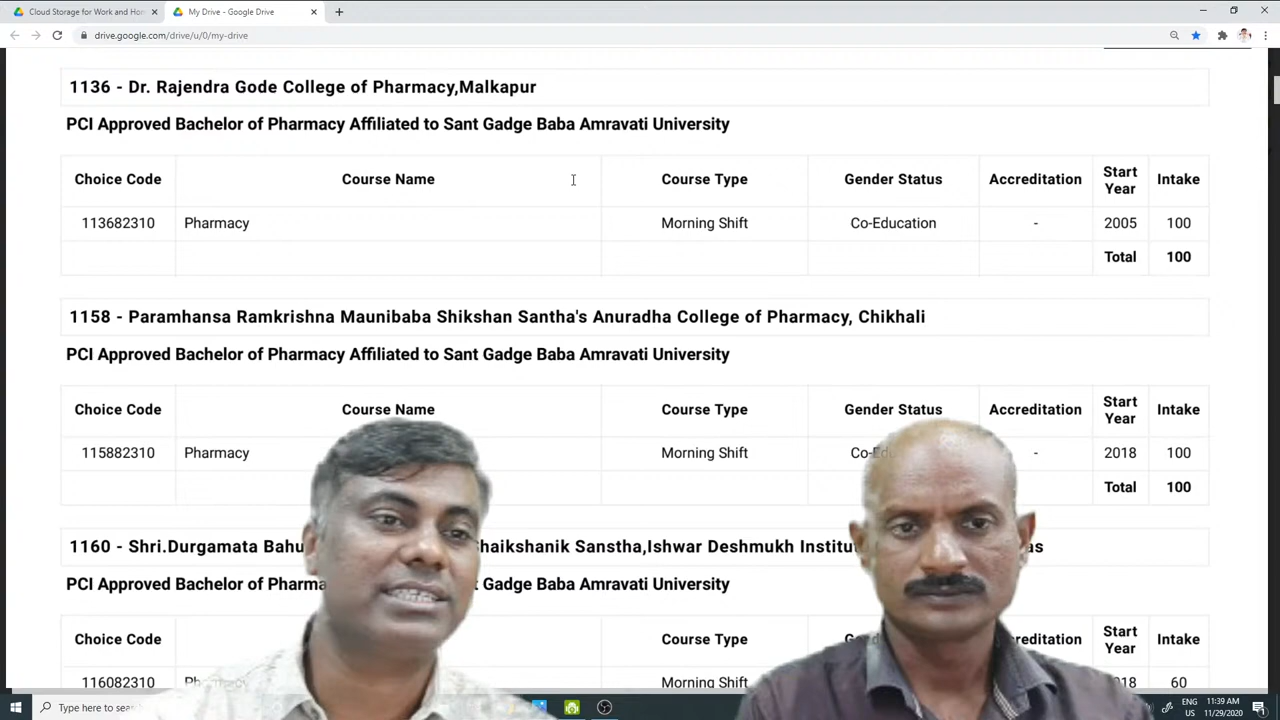 Cloud Storage for Work and Hom
My Drive - Google Drive
drive.google.com/drive/u/0/my-drive
1136 - Dr. Rajendra Gode College of Pharmacy,Malkapur
PCI Approved Bachelor of Pharmacy Affiliated to Sant Gadge Baba Amravati University
Choice Code Course Name Course Type Gender Status Accreditation Start Year Intake
113682310 Pharmacy Morning Shift Co-Education - 2005 100
Total 100
1158 - Paramhansa Ramkrishna Maunibaba Shikshan Santha's Anuradha College of Pharmacy, Chikhali
PCI Approved Bachelor of Pharmacy Affiliated to Sant Gadge Baba Amravati University
Choice Code Course Name Course Type Gender Status Accreditation Start Year Intake
115882310 Pharmacy Morning Shift Co-Edu - 2018 100
Total 100
1160 - Shri.Durgamata Bahu haikshanik Sanstha,Ishwar Deshmukh Institu as
PCI Approved Bachelor of Pharma t Gadge Baba Amravati University
Choice Code Course Type creditation Start Year Intake
116082310 Morning Shift 018 60
Type here to sea
ENG
US
11:39 AM
11/29/2020